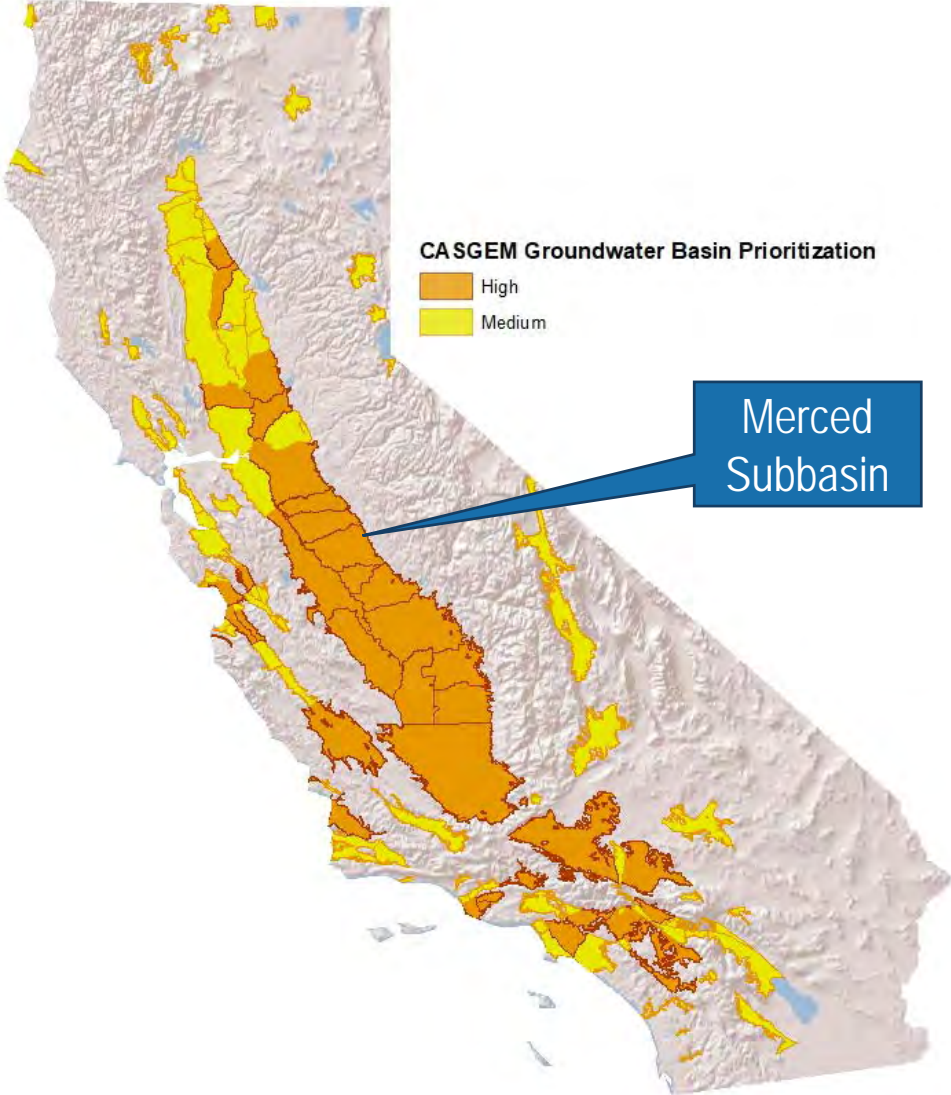 CASGEM Groundwater Basin Prioritization
High
Medium
Merced
Subbasin